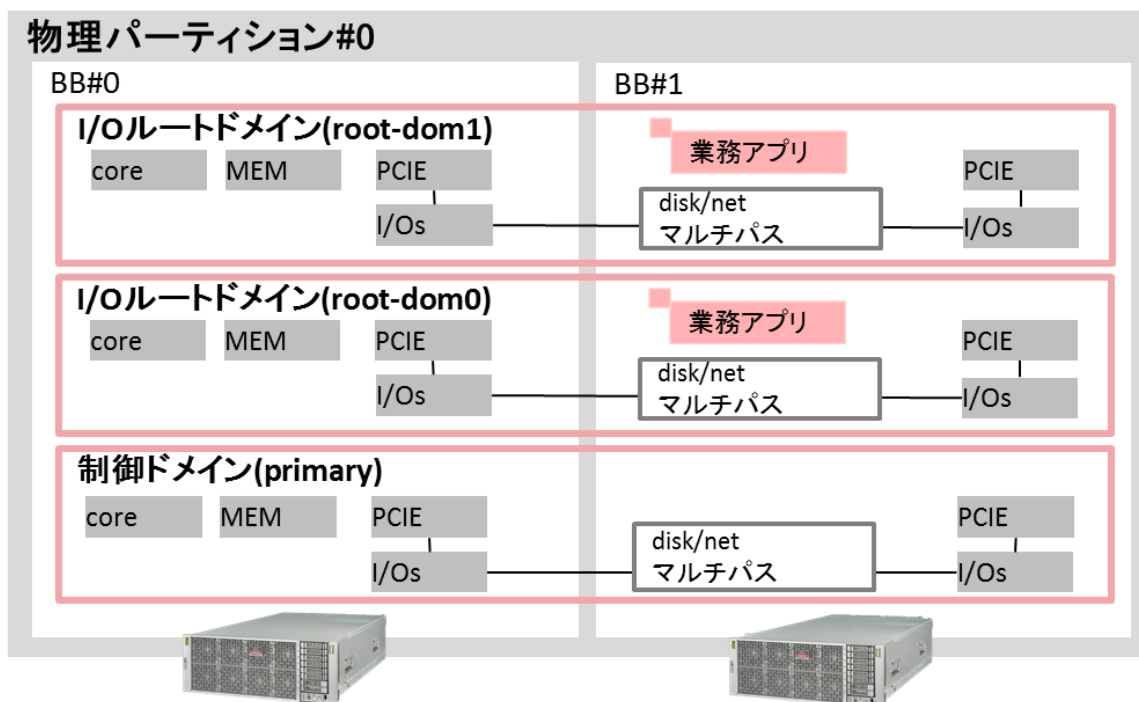 物理パーティション#0
BB#0
BB#1
I/Oルートドメイン(root-dom1)
業務アプリ
core
MEM
PCIE
PCIE
disk/net
マルチパス
I/Os
I/Os
I/Oルートドメイン(root-dom0)
業務アプリ
core
MEM
PCIE
PCIE
disk/net
マルチパス
I/Os
I/Os
制御ドメイン(primary)
core
MEM
PCIE
PCIE
disk/net
マルチパス
I/Os
I/Os